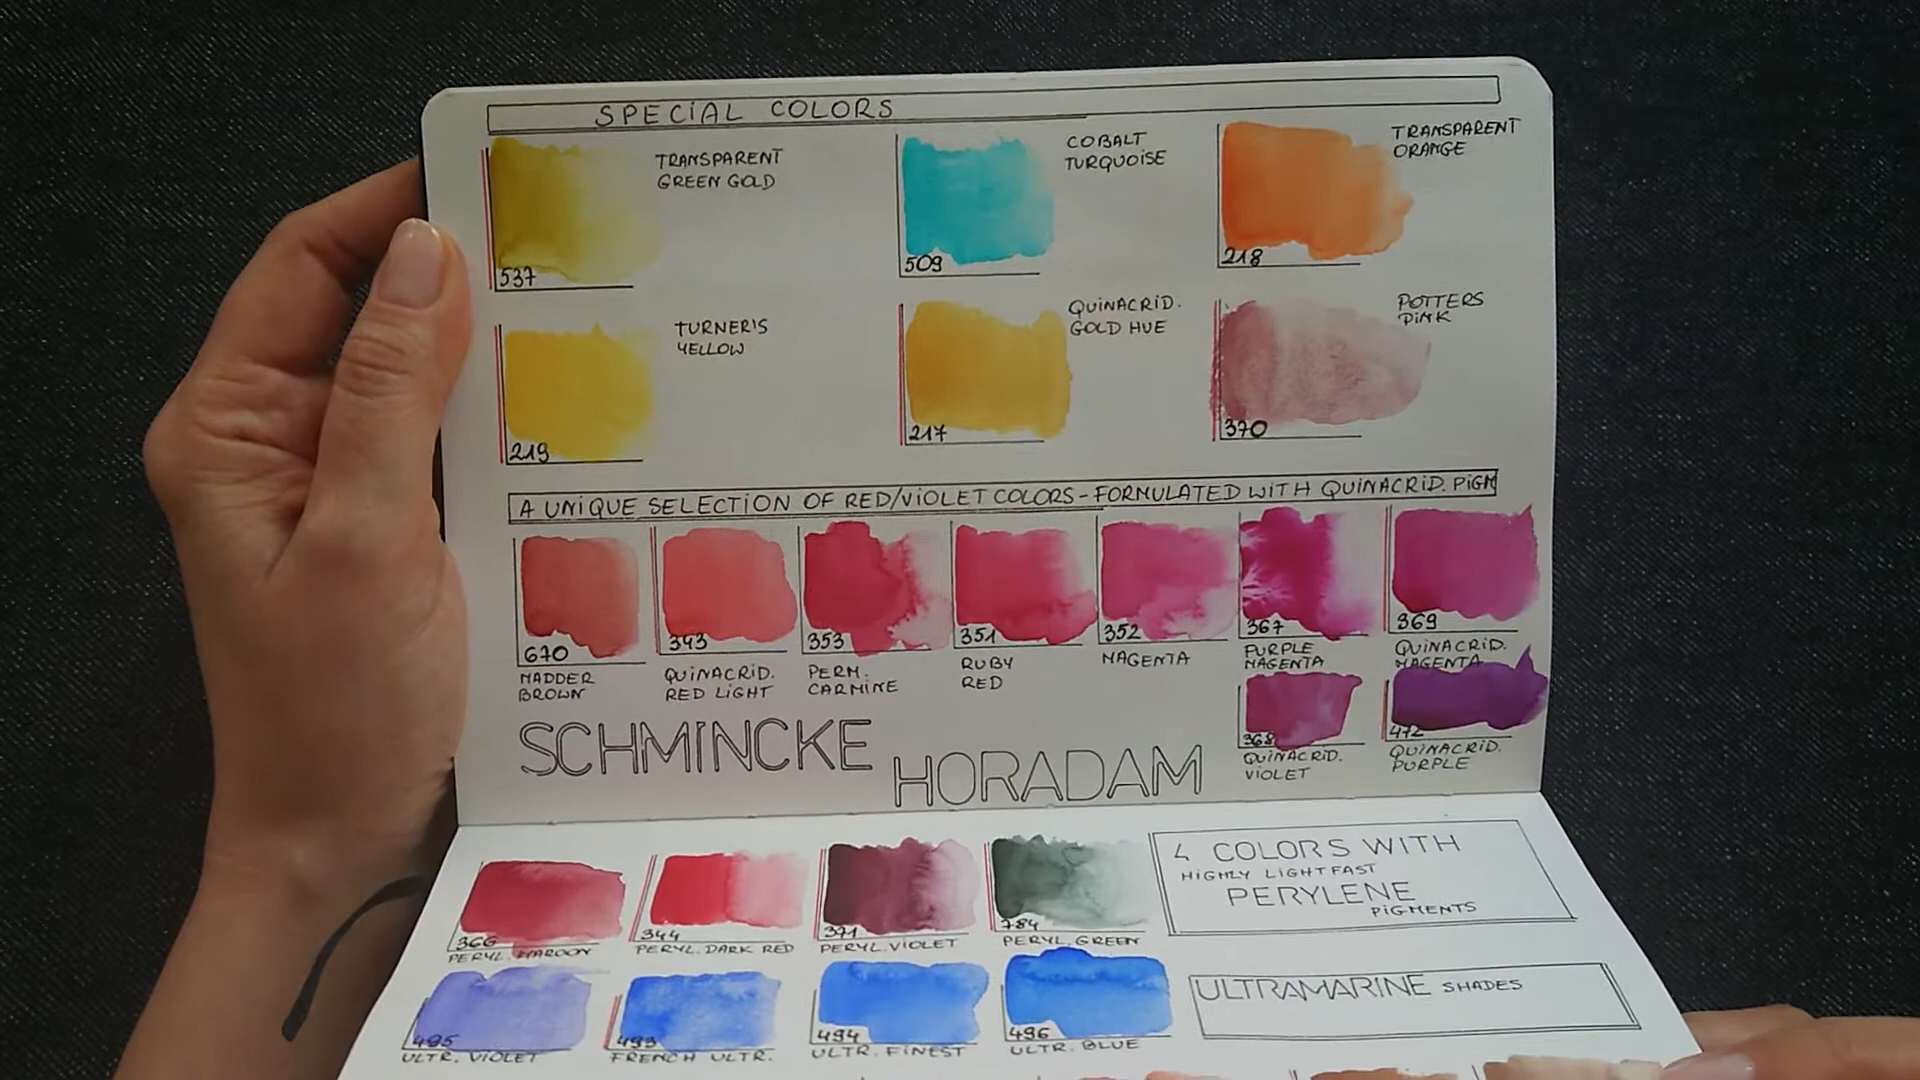 SPECIAL COLORS
TRANSPARENT
GREEN GOLD
537
COBALT
TURQUOISE
509
TRANSPARENT
ORANGE
218
TURNER'S
YELLOW
219
QUINACRID.
GOLD HUE
217
POTTERS
PINK
370
A UNIQUE SELECTION OF RED/VIOLET COLORS - FORMULATED WITH QUINACRID. PIGM
670
MADDER
BROWN
343
QUINACRID.
RED LIGHT
353
PERM.
CARMINE
351
RUBY
RED
352
MAGENTA
367
PURPLE
MAGENTA
369
QUINACRID.
MAGENTA
368
QUINACRID.
VIOLET
472
QUINACRID.
PURPLE
SCHMINCKE
HORADAM
366
PERYL. MAROON
344
PERYL. DARK RED
371
PERYL. VIOLET
784
PERYL. GREEN
4 COLORS WITH
HIGHLY LIGHTFAST
PERYLENE
PIGMENTS
495
ULTR. VIOLET
493
FRENCH ULTR.
494
ULTR. FINEST
496
ULTR. BLUE
ULTRAMARINE SHADES